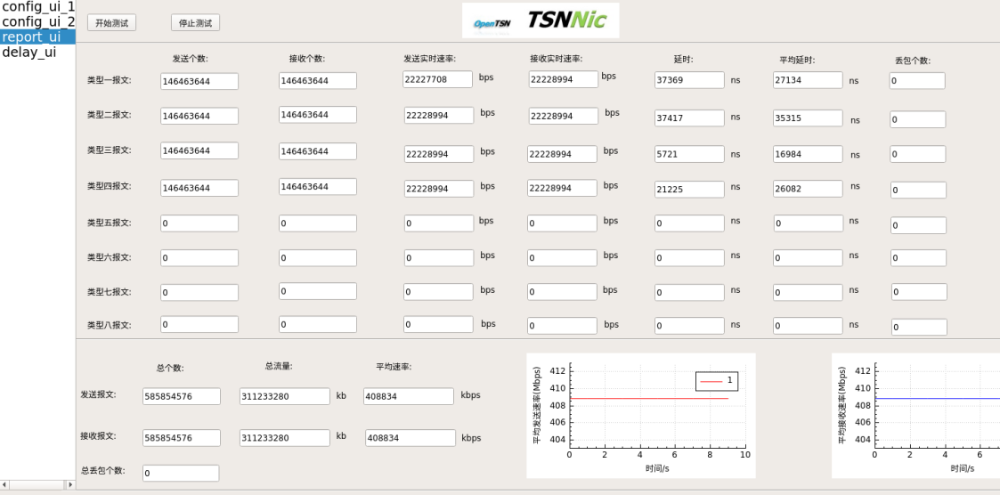 config_ui_1
config_ui_2
report_ui
delay_ui
开始测试 停止测试
OpenTSN TSNNic
发送个数: 接收个数: 发送实时速率: 接收实时速率: 延时: 平均延时: 丢包个数:
类型一报文: 146463644 146463644 22227708 bps 22228994 bps 37369 ns 27134 ns 0
类型二报文: 146463644 146463644 22228994 bps 22228994 bps 37417 ns 35315 ns 0
类型三报文: 146463644 146463644 22228994 bps 22228994 bps 5721 ns 16984 ns 0
类型四报文: 146463644 146463644 22228994 bps 22228994 bps 21225 ns 26082 ns 0
类型五报文: 0 0 0 bps 0 bps 0 ns 0 ns 0
类型六报文: 0 0 0 bps 0 bps 0 ns 0 ns 0
类型七报文: 0 0 0 bps 0 bps 0 ns 0 ns 0
类型八报文: 0 0 0 bps 0 bps 0 ns 0 ns 0
总个数: 总流量: 平均速率:
发送报文: 585854576 311233280 kb 408834 kbps
接收报文: 585854576 311233280 kb 408834 kbps
总丢包个数: 0
平均发送速率(Mbps)
412
410
408
406
404
0 2 4 6 8 10
时间/s
1
平均接收速率(Mbps)
412
410
408
406
404
0 2 4 6
时间/s